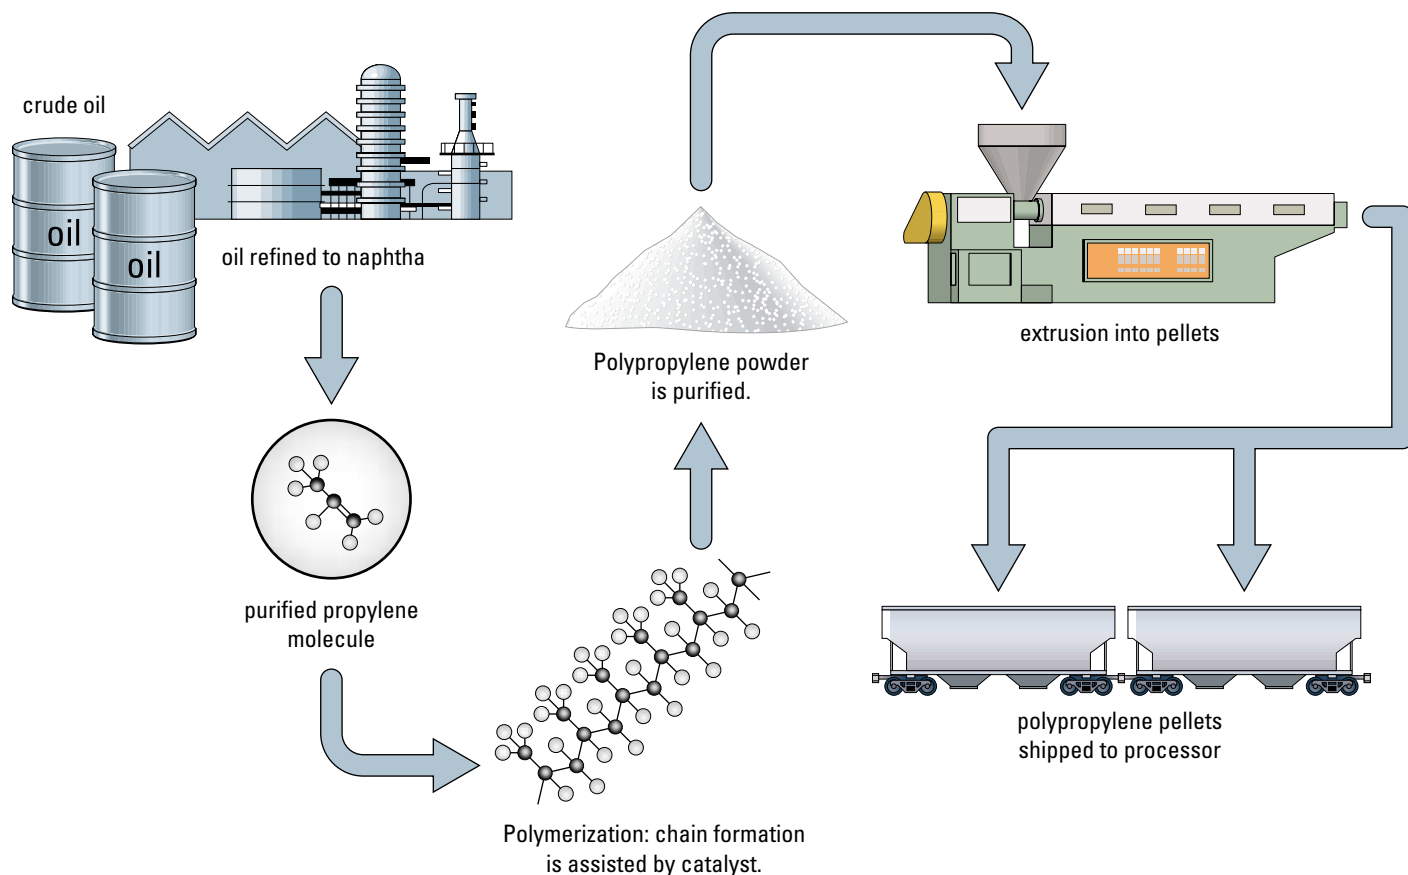 crude oil
oil
oil
oil refined to naphtha
purified propylene
molecule
Polymerization: chain formation
is assisted by catalyst.
Polypropylene powder
is purified.
extrusion into pellets
polypropylene pellets
shipped to processor